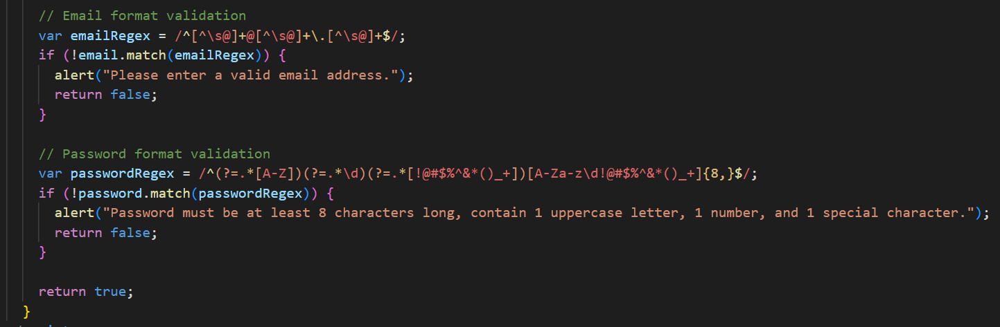 // Email format validation
var emailRegex = /^[^\s@]+@[^\s@]+\.[^\s@]+$/;
if (!email.match(emailRegex)) {
alert("Please enter a valid email address.");
return false;
}
// Password format validation
var passwordRegex = /^(?=.*[A-Z])(?=.*\d)(?=.*[!@#$%^&*()_+])[A-Za-z\d!@#$%^&*()_+]{8,}$/;
if (!password.match(passwordRegex)) {
alert("Password must be at least 8 characters long, contain 1 uppercase letter, 1 number, and 1 special character.");
return false;
}
return true;
}